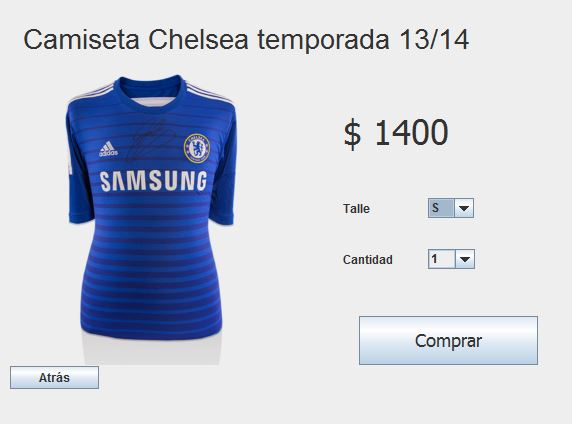 Camiseta Chelsea temporada 13/14
$ 1400
adidas
SAMSUNG
Talle
S
Cantidad
1
Comprar
Atrás